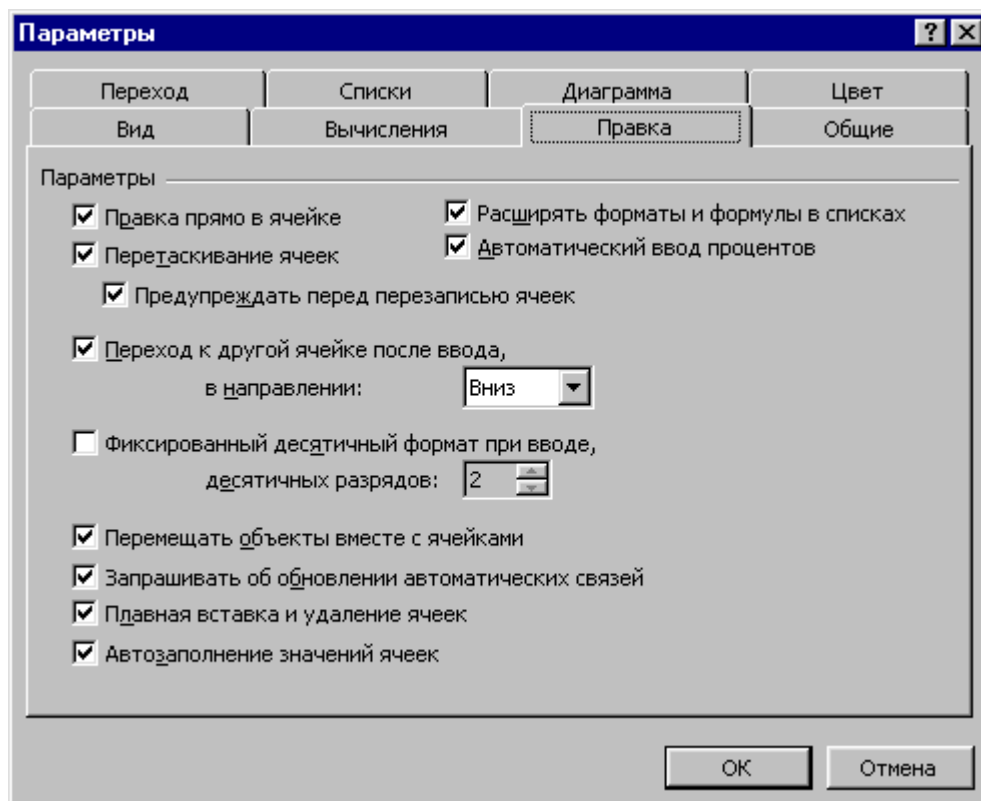 Параметры
Переход Списки Диаграмма Цвет
Вид Вычисления Правка Общие
Параметры
Правка прямо в ячейке
Расширять форматы и формулы в списках
Перетаскивание ячеек
Автоматический ввод процентов
Предупреждать перед перезаписью ячеек
Переход к другой ячейке после ввода,
в направлении: Вниз
Фиксированный десятичный формат при вводе,
десятичных разрядов: 2
Перемещать объекты вместе с ячейками
Запрашивать об обновлении автоматических связей
Плавная вставка и удаление ячеек
Автозаполнение значений ячеек
OK Отмена